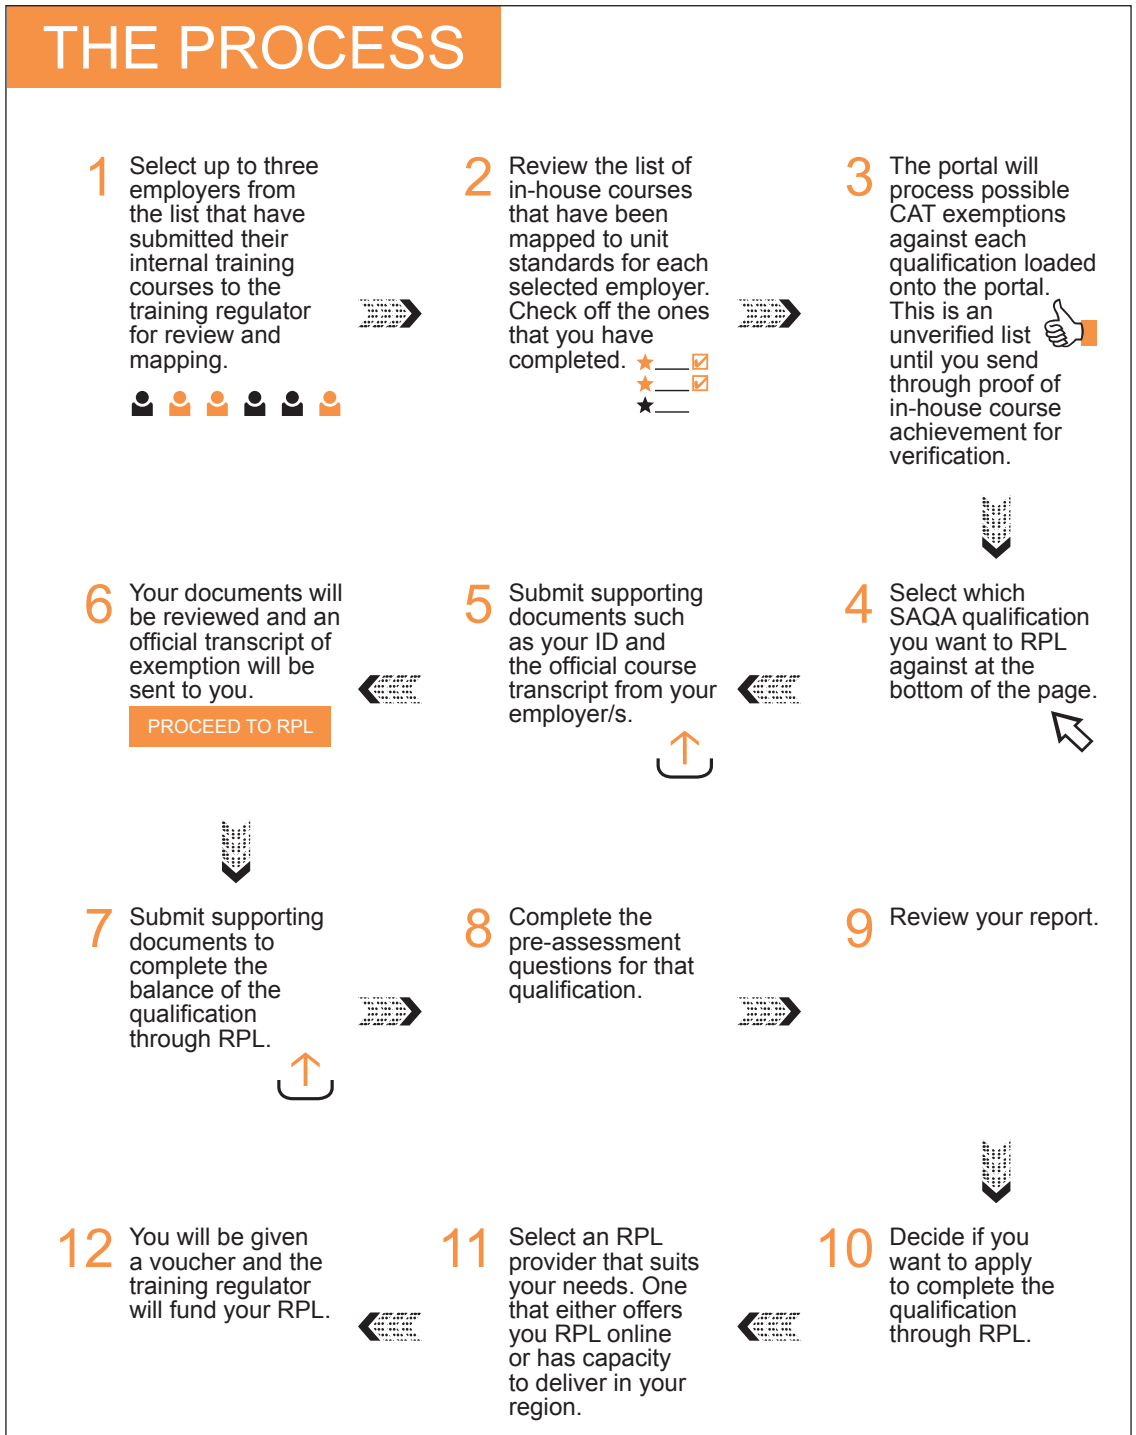 THE PROCESS
1
Select up to three
employers from
the list that have
submitted their
internal training
courses to the
training regulator
for review and
mapping.
2
Review the list of
in-house courses
that have been
mapped to unit
standards for each
selected employer.
Check off the ones
that you have
completed.
3
The portal will
process possible
CAT exemptions
against each
qualification loaded
onto the portal.
This is an
unverified list
until you send
through proof of
in-house course
achievement for
verification.
4
Select which
SAQA qualification
you want to RPL
against at the
bottom of the page.
5
Submit supporting
documents such
as your ID and
the official course
transcript from your
employer/s.
6
Your documents will
be reviewed and an
official transcript of
exemption will be
sent to you.
PROCEED TO RPL
7
Submit supporting
documents to
complete the
balance of the
qualification
through RPL.
8
Complete the
pre-assessment
questions for that
qualification.
9
Review your report.
10
Decide if you
want to apply
to complete the
qualification
through RPL.
11
Select an RPL
provider that suits
your needs. One
that either offers
you RPL online
or has capacity
to deliver in your
region.
12
You will be given
a voucher and the
training regulator
will fund your RPL.